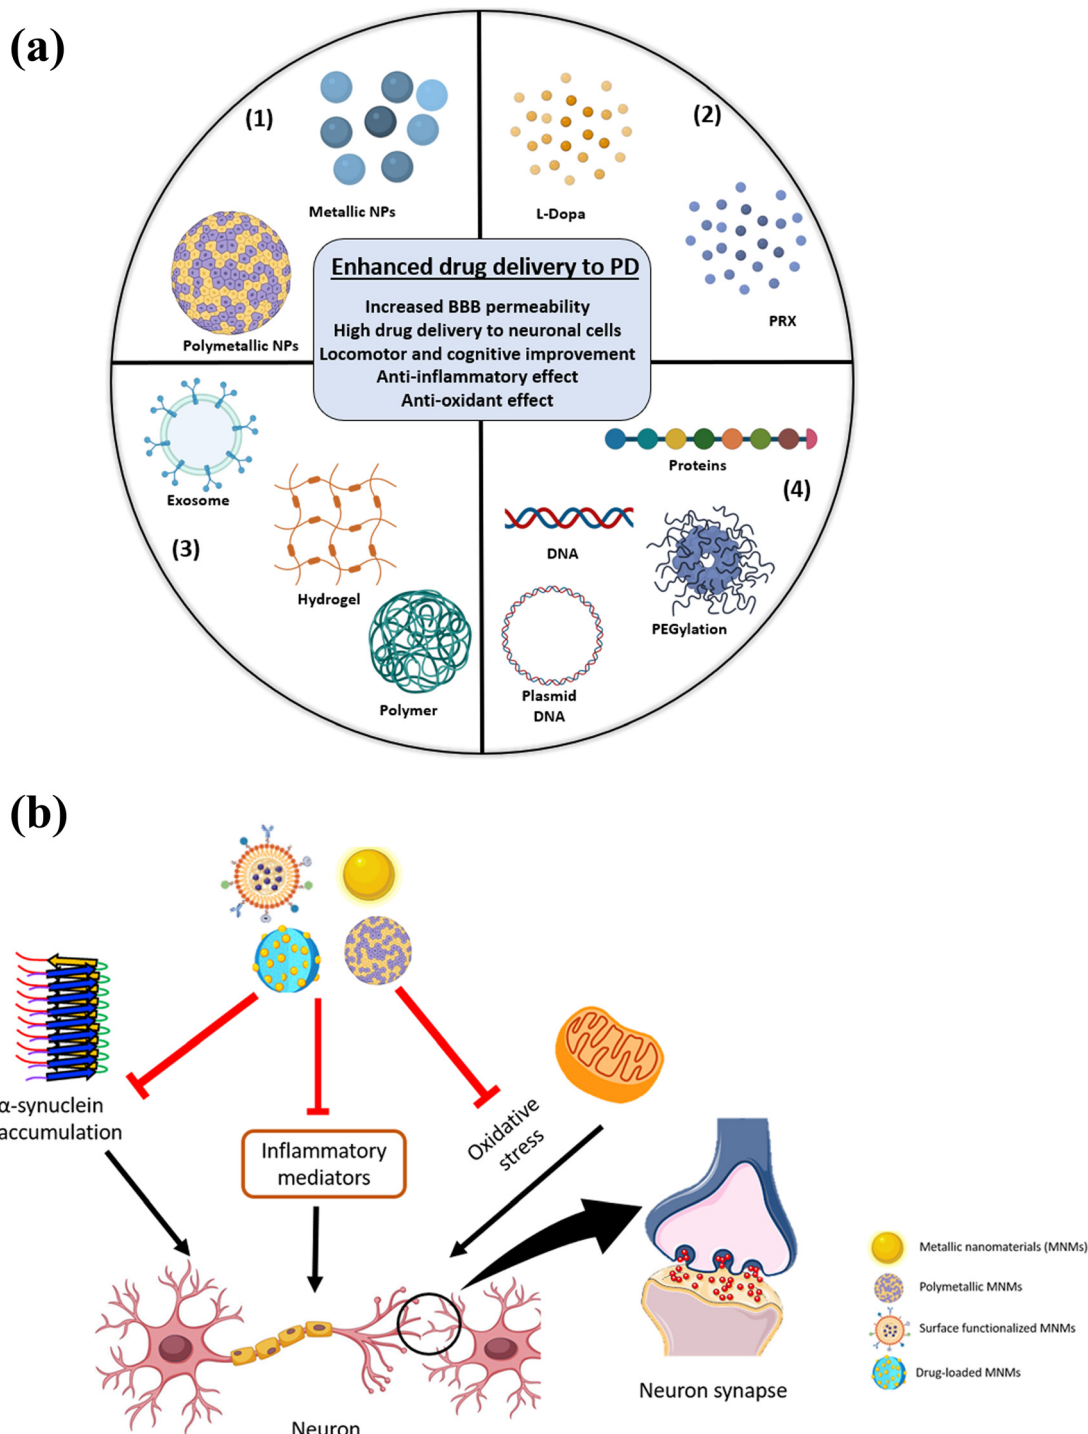 (a)
(1)
(2)
Metallic NPs
L-Dopa
Polymetallic NPs
PRX
Enhanced drug delivery to PD
Increased BBB permeability
High drug delivery to neuronal cells
Locomotor and cognitive improvement
Anti-inflammatory effect
Anti-oxidant effect
Exosome
Hydrogel
(3)
Polymer
Proteins
(4)
DNA
PEGylation
Plasmid
DNA
(b)
α-synuclein
accumulation
Inflammatory
mediators
Oxidative
stress
Neuron
Neuron synapse
Metallic nanomaterials (MNMs)
Polymetallic MNMs
Surface functionalized MNMs
Drug-loaded MNMs